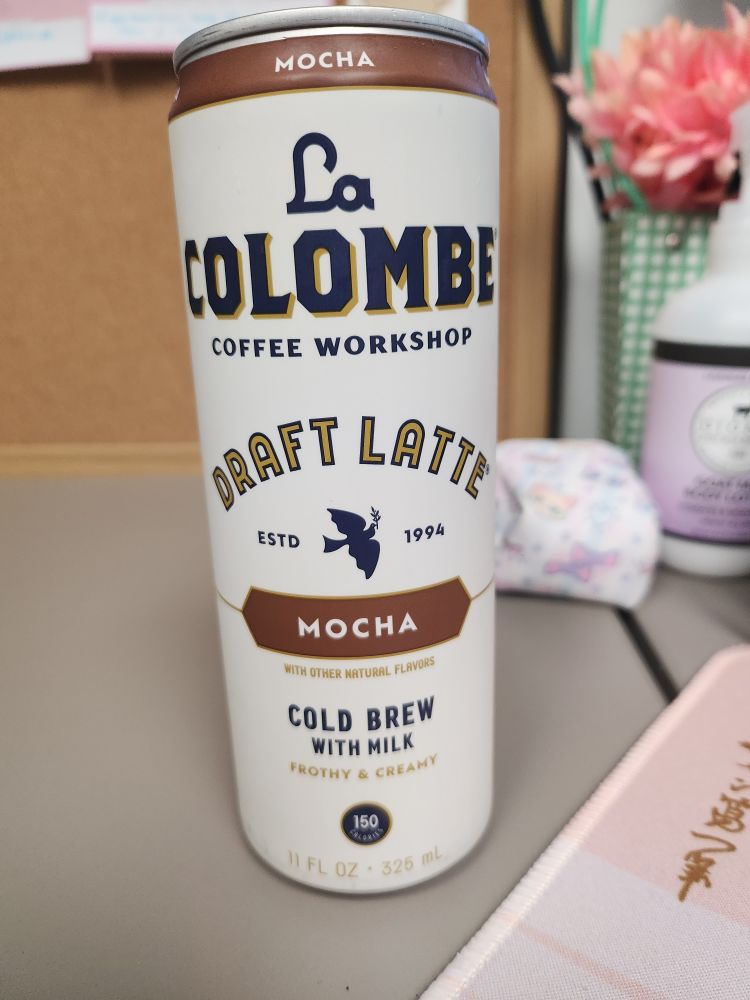 MOCHA
La
COLOMBE
COFFEE WORKSHOP
DRAFT LATTE
ESTD 1994
MOCHA
WITH OTHER NATURAL FLAVORS
COLD BREW
WITH MILK
FROTHY & CREAMY
150
CALORIES
11 FL OZ • 325 mL